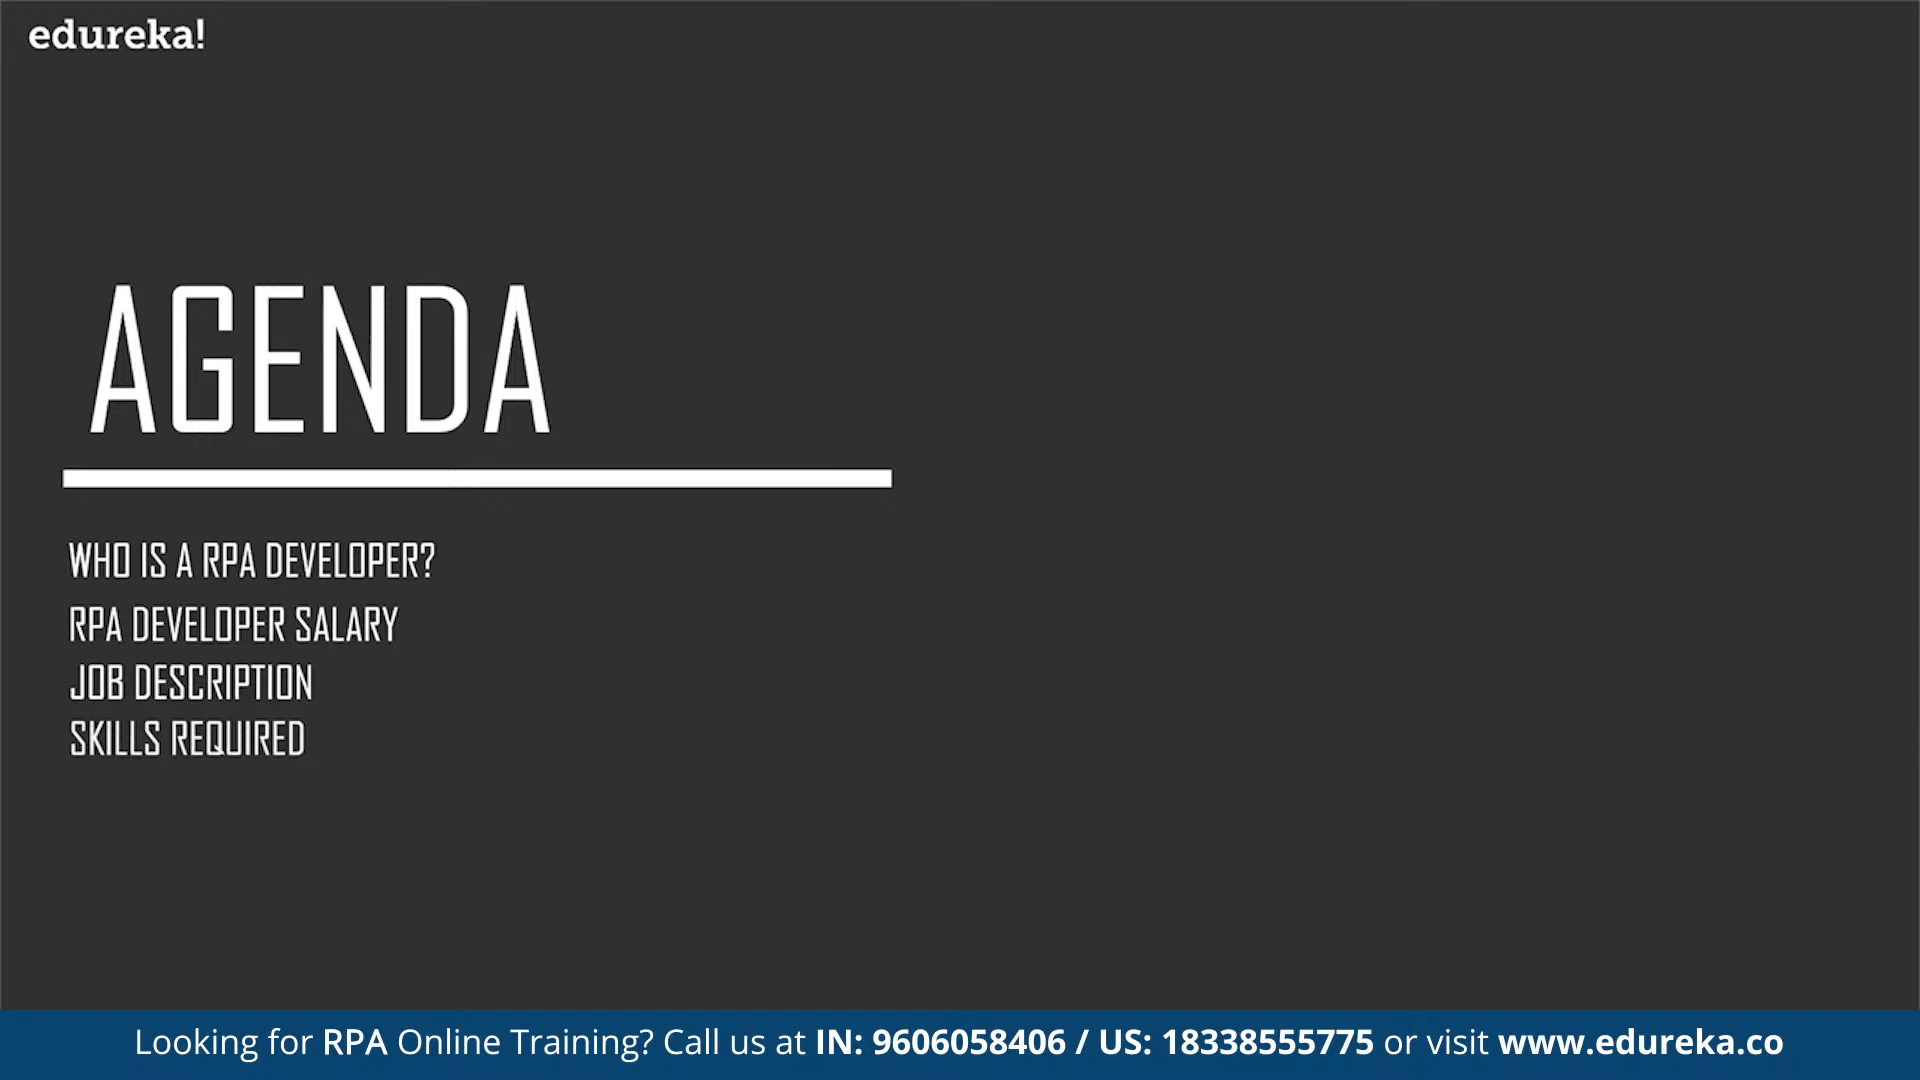 edureka!
AGENDA
WHO IS A RPA DEVELOPER?
RPA DEVELOPER SALARY
JOB DESCRIPTION
SKILLS REQUIRED
Looking for RPA Online Training? Call us at IN: 9606058406 / US: 18338555775 or visit www.edureka.co